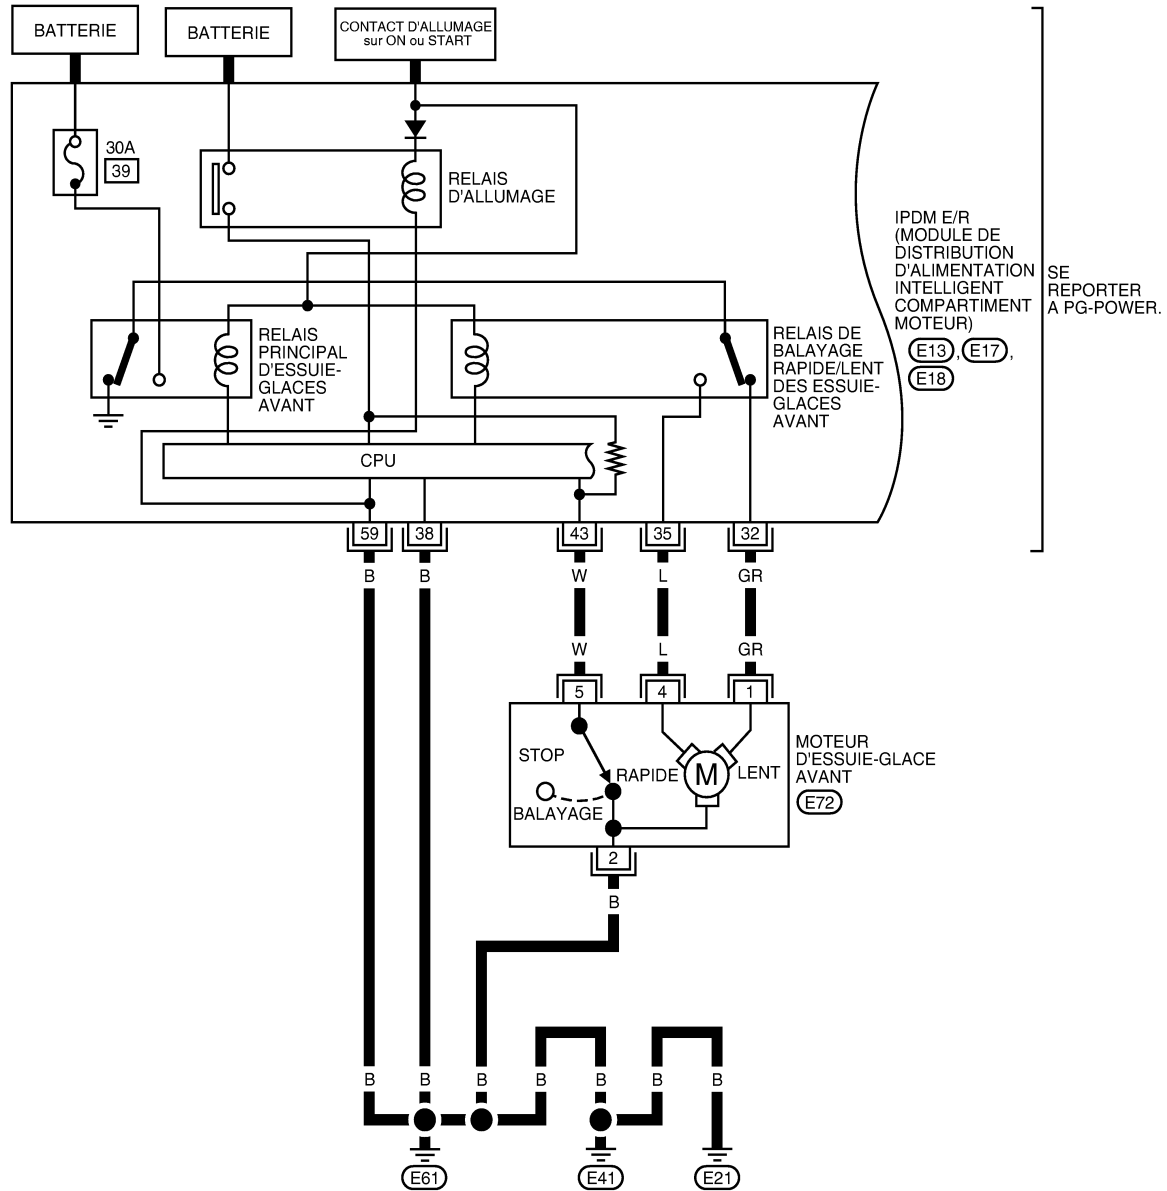 BATTERIE
BATTERIE
CONTACT D'ALLUMAGE
sur ON ou START
30A
39
RELAIS
D'ALLUMAGE
IPDM E/R
(MODULE DE
DISTRIBUTION
D'ALIMENTATION
INTELLIGENT
COMPARTIMENT
MOTEUR)
E13, E17,
E18
SE
REPORTER
A PG-POWER.
RELAIS
PRINCIPAL
D'ESSUIE-
GLACES
AVANT
RELAIS DE
BALAYAGE
RAPIDE/LENT
DES ESSUIE-
GLACES
AVANT
CPU
59 38 43 35 32
B B W L GR
W L GR
5 4 1
STOP
RAPIDE
M
LENT
BALAYAGE
MOTEUR
D'ESSUIE-GLACE
AVANT
E72
2
B
B B B B B B B
E61 E41 E21